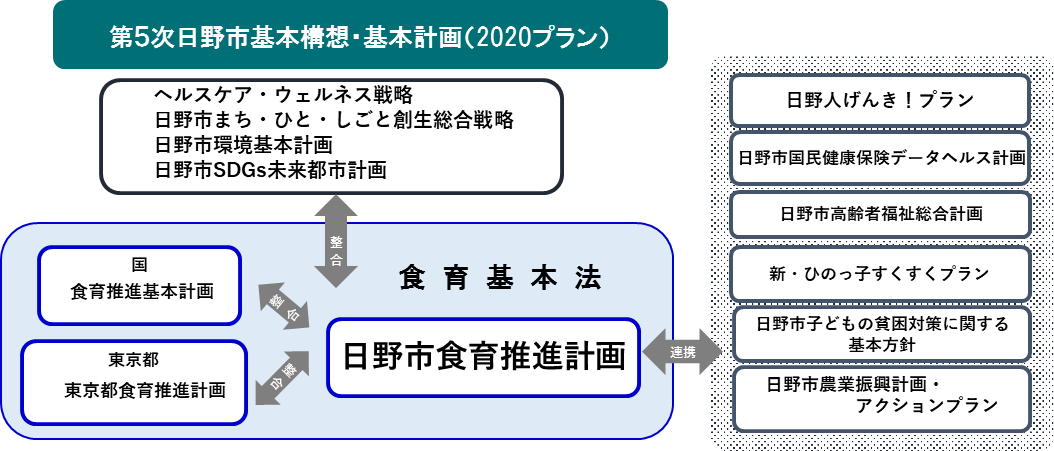 第5次日野市基本構想・基本計画（2020プラン）
ヘルスケア・ウェルネス戦略
日野市まち・ひと・しごと創生総合戦略
日野市環境基本計画
日野市SDGs未来都市計画
整合
食育基本法
国
食育推進基本計画
整合
東京都
東京都食育推進計画
整合
日野市食育推進計画
連携
日野人げんき！プラン
日野市国民健康保険データヘルス計画
日野市高齢者福祉総合計画
新・ひのっ子すくすくプラン
日野市子どもの貧困対策に関する
基本方針
日野市農業振興計画・
アクションプラン